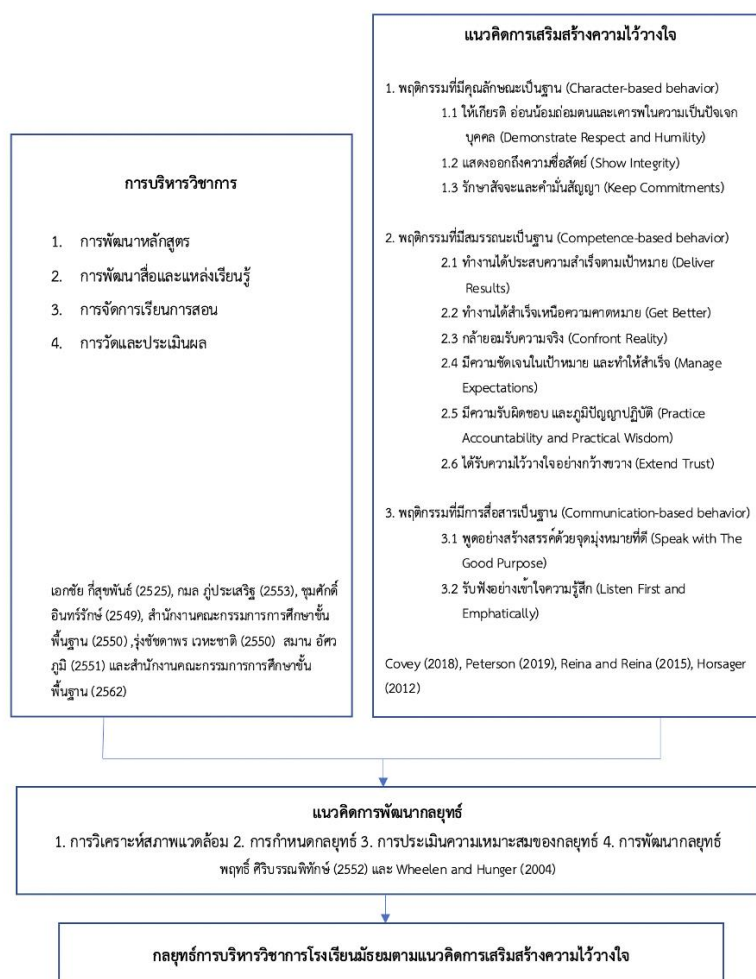 แนวคิดการเสริมสร้างความไว้วางใจ
1. พฤติกรรมที่มีคุณลักษณะเป็นฐาน (Character-based behavior)
1.1 ให้เกียรติ อ่อนน้อมถ่อมตนและเคารพในความเป็นปัจเจก
บุคคล (Demonstrate Respect and Humility)
1.2 แสดงออกถึงความซื่อสัตย์ (Show Integrity)
1.3 รักษาสัจจะและคำมั่นสัญญา (Keep Commitments)
2. พฤติกรรมที่มีสมรรถนะเป็นฐาน (Competence-based behavior)
2.1 ทำงานได้ประสบความสำเร็จตามเป้าหมาย (Deliver
Results)
2.2 ทำงานได้สำเร็จเหนือความคาดหมาย (Get Better)
2.3 กล้ายอมรับความจริง (Confront Reality)
2.4 มีความชัดเจนในเป้าหมาย และทำให้สำเร็จ (Manage
Expectations)
2.5 มีความรับผิดชอบ และภูมิปัญญาปฏิบัติ (Practice
Accountability and Practical Wisdom)
2.6 ได้รับความไว้วางใจอย่างกว้างขวาง (Extend Trust)
3. พฤติกรรมที่มีการสื่อสารเป็นฐาน (Communication-based behavior)
3.1 พูดอย่างสร้างสรรค์ด้วยจุดมุ่งหมายที่ดี (Speak with The
Good Purpose)
3.2 รับฟังอย่างเข้าใจความรู้สึก (Listen First and
Emphatically)
Covey (2018), Peterson (2019), Reina and Reina (2015), Horsager
(2012)
การบริหารวิชาการ
1. การพัฒนาหลักสูตร
2. การพัฒนาสื่อและแหล่งเรียนรู้
3. การจัดการเรียนการสอน
4. การวัดและประเมินผล
เอกชัย กี่สุขพันธ์ (2525), กมล ภู่ประเสริฐ (2553), ชุมศักดิ์
อินทร์รักษ์ (2549), สำนักงานคณะกรรมการการศึกษาขั้น
พื้นฐาน (2550) ,รุ่งชัชดาพร เวหะชาติ (2550) สมาน อัศว
ภูมิ (2551) และสำนักงานคณะกรรมการการศึกษาขั้น
พื้นฐาน (2562)
แนวคิดการพัฒนากลยุทธ์
1. การวิเคราะห์สภาพแวดล้อม 2. การกำหนดกลยุทธ์ 3. การประเมินความเหมาะสมของกลยุทธ์ 4. การพัฒนากลยุทธ์
พฤทธิ์ ศิริบรรณพิทักษ์ (2552) และ Wheelen and Hunger (2004)
กลยุทธ์การบริหารวิชาการโรงเรียนมัธยมตามแนวคิดการเสริมสร้างความไว้วางใจ